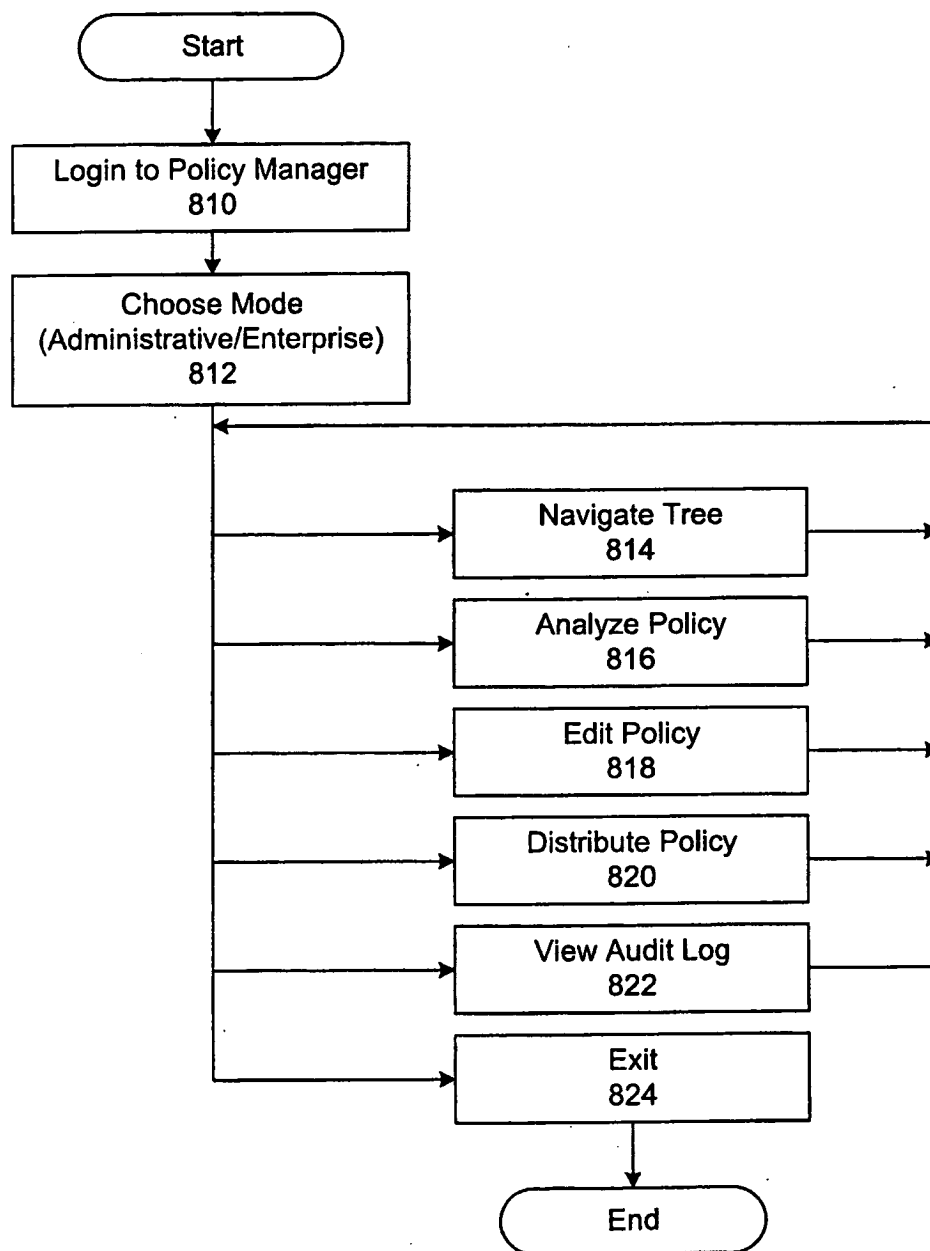 Start
Login to Policy Manager
810
Choose Mode
(Administrative/Enterprise)
812
Navigate Tree
814
Analyze Policy
816
Edit Policy
818
Distribute Policy
820
View Audit Log
822
Exit
824
End